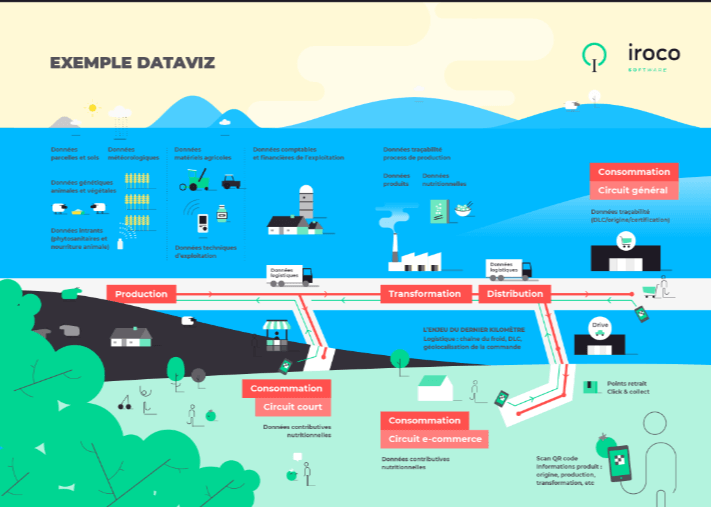 EXEMPLE DATAVIZ
iroco
SOFTWARE
Données
parcelles et sols
Données
météorologiques
Données
matériels agricoles
Données comptables
et financières de l'exploitation
Données traçabilité
process de production
Données génétiques
animales et végétales
Données
produits
Données
nutritionnelles
Données intrants
(phytosanitaires et
nourriture animale)
Données techniques
d'exploitation
Consommation
Circuit général
Données traçabilité
(DLC/origine/certification)
Données
logistiques
Données
logistiques
Production
Transformation
Distribution
L'ENJEU DU DERNIER KILOMÈTRE
Logistique : chaîne du froid, DLC,
géolocalisation de la commande
Drive
Consommation
Circuit court
Données contributives
nutritionnelles
Consommation
Circuit e-commerce
Données contributives
nutritionnelles
Points retrait
Click & collect
Scan QR code
Informations produit :
origine, production,
transformation, etc